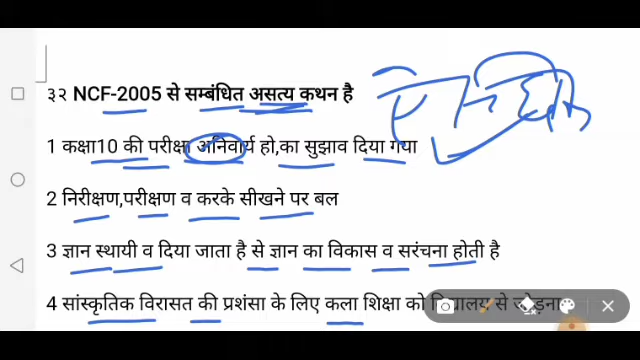 ३२ NCF-2005 से सम्बंधित असत्य कथन है
1 कक्षा10 की परीक्षा अनिवार्य हो,का सुझाव दिया गया
2 निरीक्षण,परीक्षण व करके सीखने पर बल
3 ज्ञान स्थायी व दिया जाता है से ज्ञान का विकास व सरंचना होती है
4 सांस्कृतिक विरासत की प्रशंसा के लिए कला शिक्षा को विद्यालय से जोड़ना